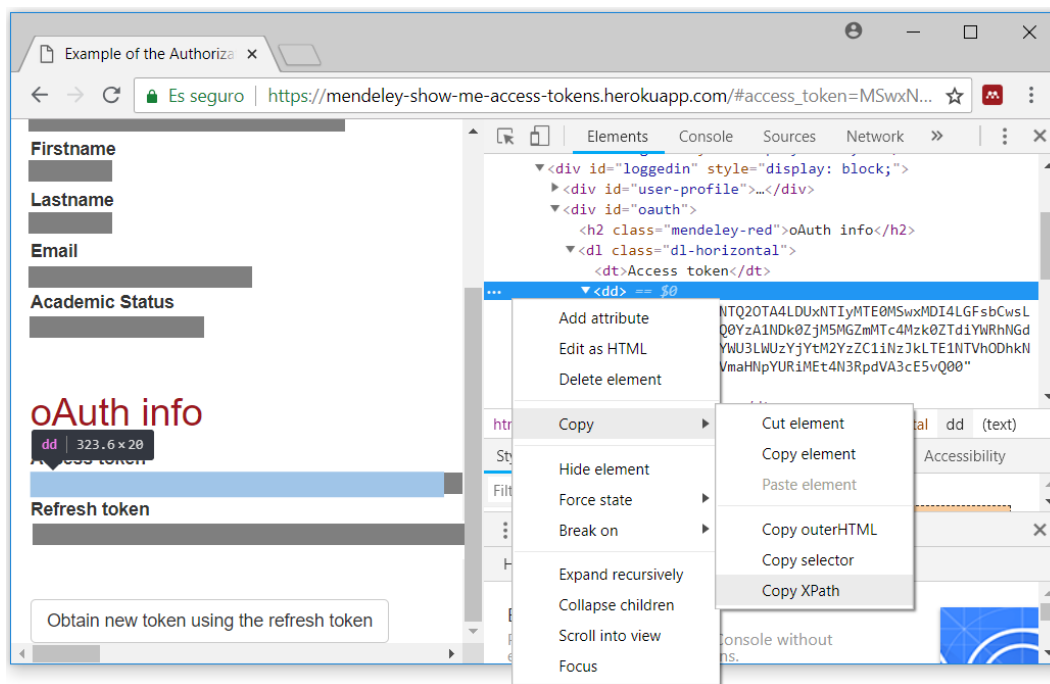 Example of the Authoriza
Es seguro | https://mendeley-show-me-access-tokens.herokuapp.com/#access_token=MSwxN...
Firstname
Lastname
Email
Academic Status
oAuth info
dd | 323.6 × 20
Access token
Refresh token
Obtain new token using the refresh token
Elements Console Sources Network »
▼<div id="loggedin" style="display: block;">
▶<div id="user-profile">…</div>
▼<div id="oauth">
<h2 class="mendeley-red">oAuth info</h2>
▼<dl class="dl-horizontal">
<dt>Access token</dt>
... ▼<dd> == $0
Add attribute
Edit as HTML
Delete element
Copy
Hide element
Force state
Break on
Expand recursively
Collapse children
Scroll into view
Focus
Cut element
Copy element
Paste element
Copy outerHTML
Copy selector
Copy XPath
dd (text)
Accessibility
Console without